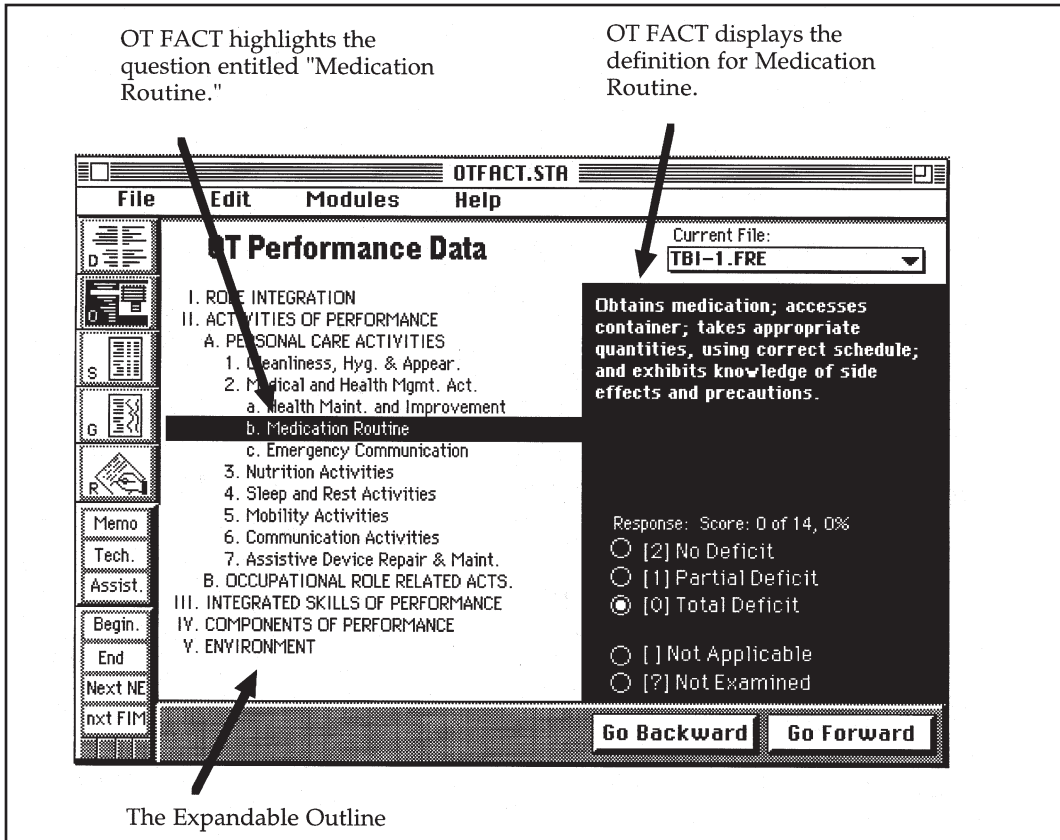 OT FACT highlights the
question entitled "Medication
Routine."
OT FACT displays the
definition for Medication
Routine.
OTFACT.STA
File Edit Modules Help
D
O
S
G
R
Memo
Tech.
Assist.
Begin.
End
Next NE
nxt FIM
OT Performance Data
Current File:
TBI-1.FRE
I. ROLE INTEGRATION
II. ACTIVITIES OF PERFORMANCE
A. PERSONAL CARE ACTIVITIES
1. Cleanliness, Hyg. & Appear.
2. Medical and Health Mgmt. Act.
a. Health Maint. and Improvement
b. Medication Routine
c. Emergency Communication
3. Nutrition Activities
4. Sleep and Rest Activities
5. Mobility Activities
6. Communication Activities
7. Assistive Device Repair & Maint.
B. OCCUPATIONAL ROLE RELATED ACTS.
III. INTEGRATED SKILLS OF PERFORMANCE
IV. COMPONENTS OF PERFORMANCE
V. ENVIRONMENT
Obtains medication; accesses
container; takes appropriate
quantities, using correct schedule;
and exhibits knowledge of side
effects and precautions.
Response: Score: 0 of 14, 0%
[2] No Deficit
[1] Partial Deficit
[0] Total Deficit
[ ] Not Applicable
[?] Not Examined
Go Backward Go Forward
The Expandable Outline